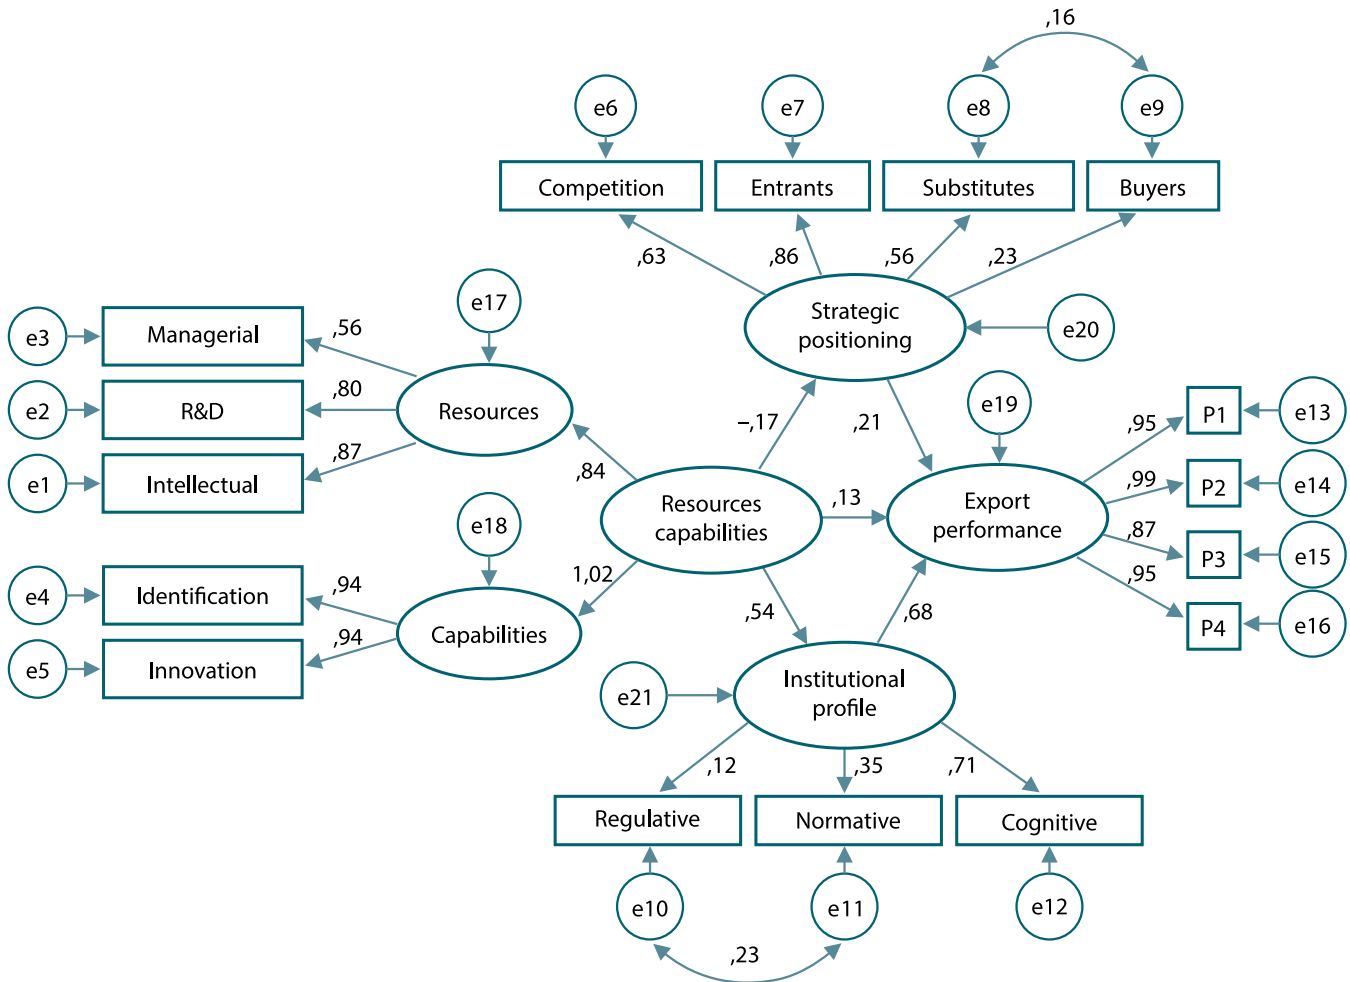 ,16
e6
e7
e8
e9
Competition
Entrants
Substitutes
Buyers
,63
,86
,56
,23
e17
Strategic
positioning
e20
e3
Managerial
,56
e2
R&D
,80
Resources
e1
Intellectual
,87
,84
–,17
,21
e19
,95
P1
e13
,99
P2
e14
,87
P3
e15
,95
P4
e16
Resources
capabilities
,13
Export
performance
e18
1,02
e4
Identification
,94
Capabilities
e5
Innovation
,94
,54
,68
e21
Institutional
profile
,12
,35
,71
Regulative
Normative
Cognitive
e10
e11
e12
,23